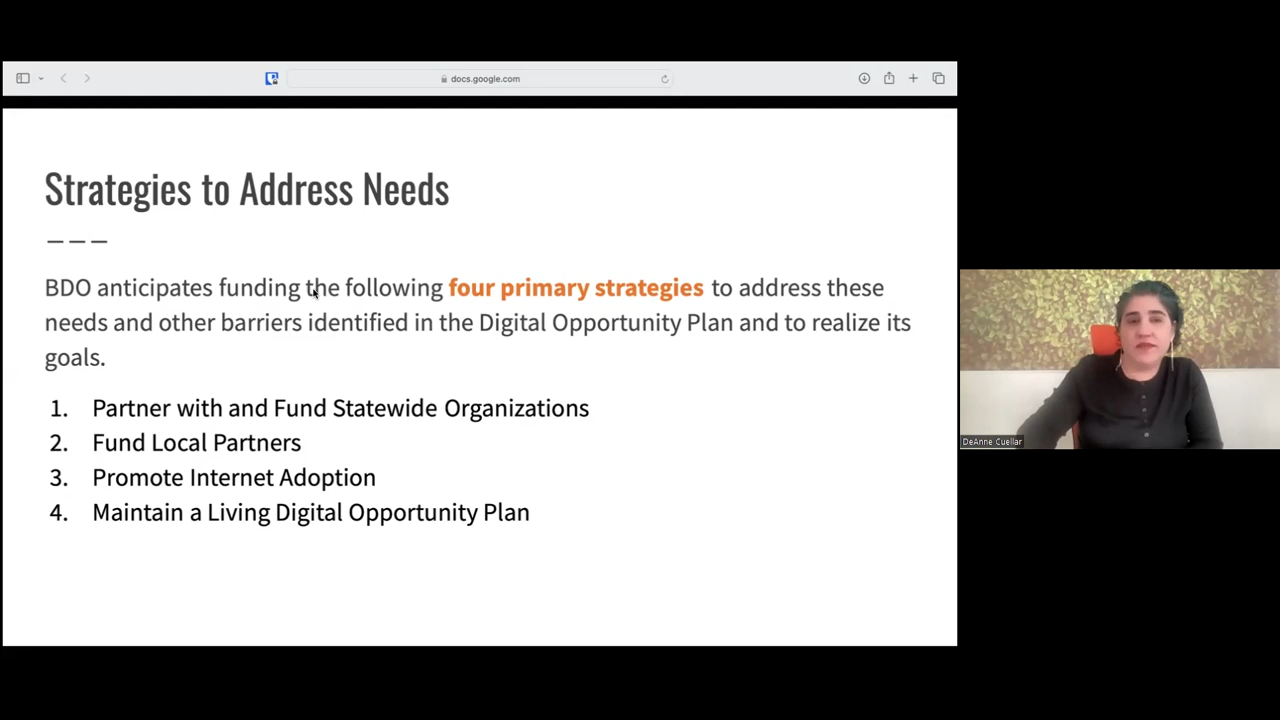 docs.google.com
Strategies to Address Needs
BDO anticipates funding the following four primary strategies to address these
needs and other barriers identified in the Digital Opportunity Plan and to realize its
goals.
1. Partner with and Fund Statewide Organizations
2. Fund Local Partners
3. Promote Internet Adoption
4. Maintain a Living Digital Opportunity Plan
DeAnne Cuellar